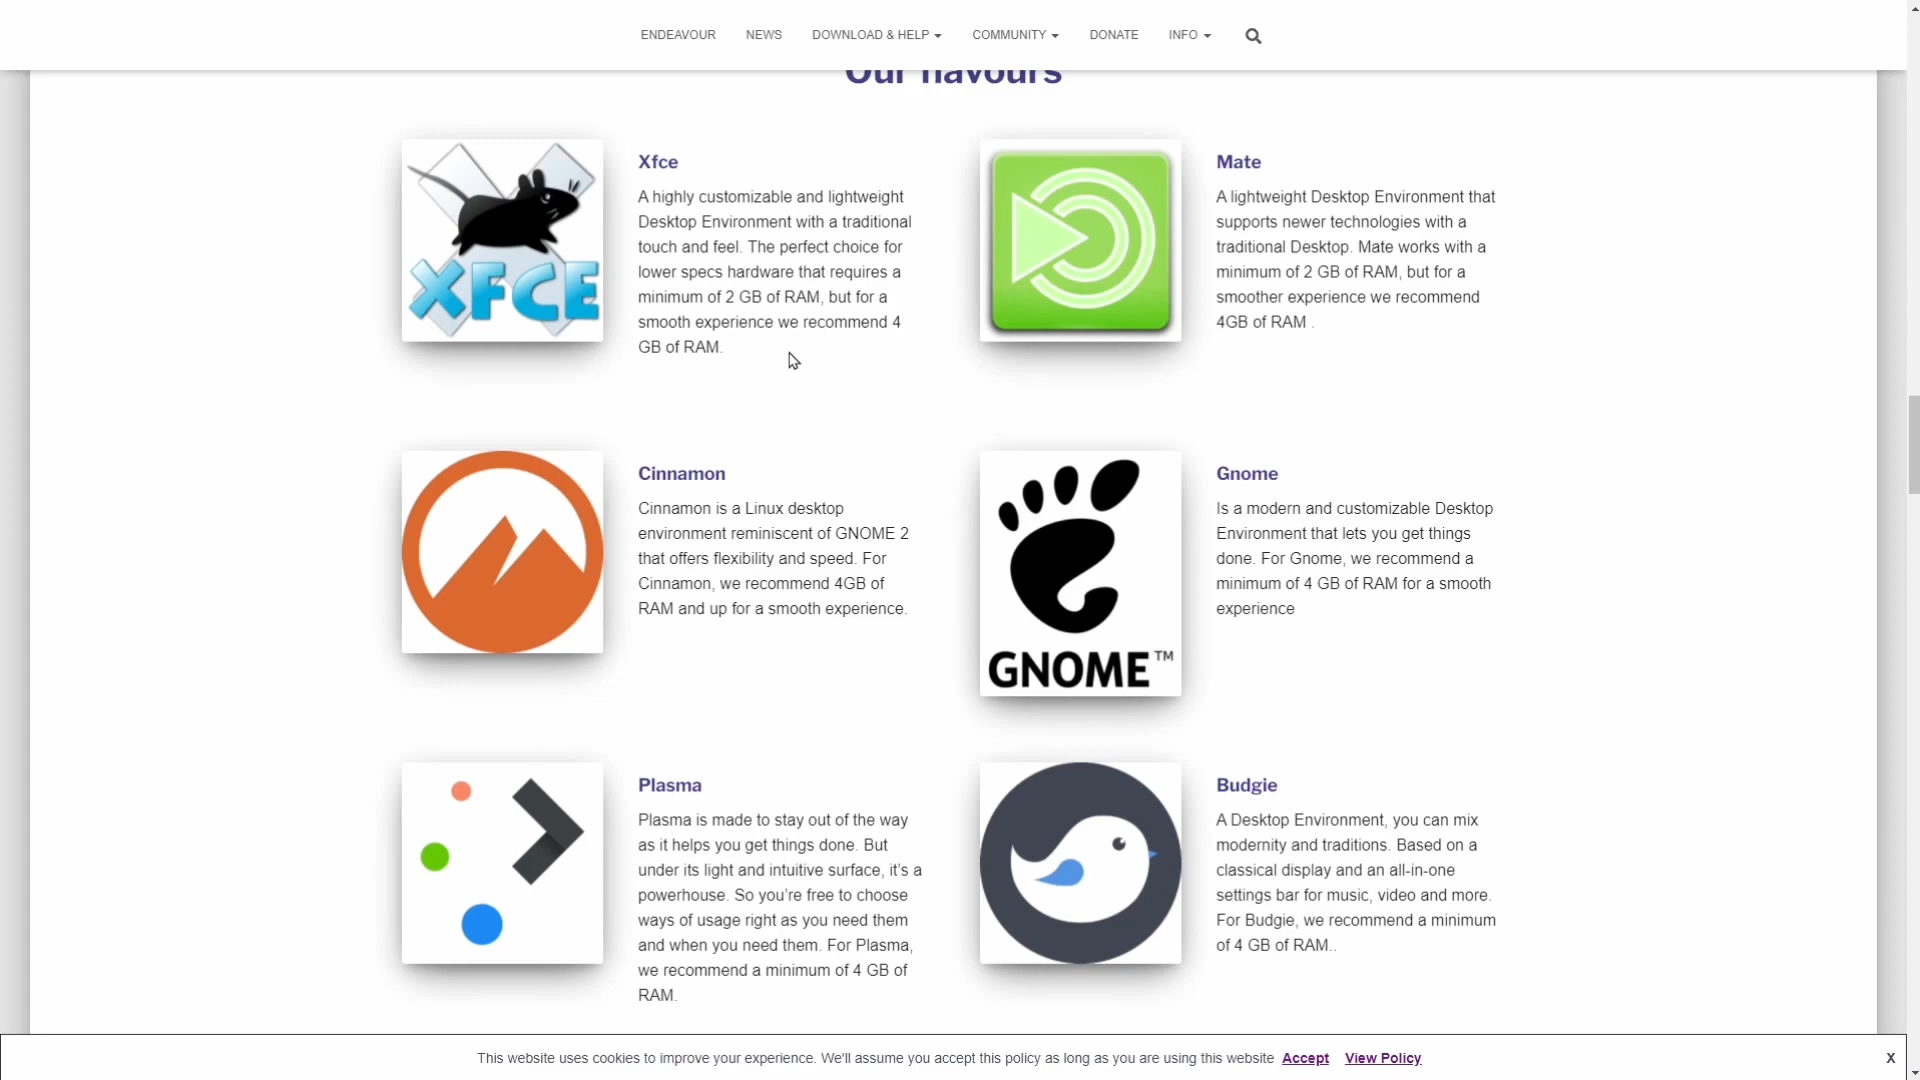 ENDEAVOUR NEWS DOWNLOAD & HELP COMMUNITY DONATE INFO
Our flavours
XFCE
Xfce
A highly customizable and lightweight
Desktop Environment with a traditional
touch and feel. The perfect choice for
lower specs hardware that requires a
minimum of 2 GB of RAM, but for a
smooth experience we recommend 4
GB of RAM.
Mate
A lightweight Desktop Environment that
supports newer technologies with a
traditional Desktop. Mate works with a
minimum of 2 GB of RAM, but for a
smoother experience we recommend
4GB of RAM .
Cinnamon
Cinnamon is a Linux desktop
environment reminiscent of GNOME 2
that offers flexibility and speed. For
Cinnamon, we recommend 4GB of
RAM and up for a smooth experience.
GNOME™
Gnome
Is a modern and customizable Desktop
Environment that lets you get things
done. For Gnome, we recommend a
minimum of 4 GB of RAM for a smooth
experience
Plasma
Plasma is made to stay out of the way
as it helps you get things done. But
under its light and intuitive surface, it’s a
powerhouse. So you’re free to choose
ways of usage right as you need them
and when you need them. For Plasma,
we recommend a minimum of 4 GB of
RAM.
Budgie
A Desktop Environment, you can mix
modernity and traditions. Based on a
classical display and an all-in-one
settings bar for music, video and more.
For Budgie, we recommend a minimum
of 4 GB of RAM..
This website uses cookies to improve your experience. We'll assume you accept this policy as long as you are using this website Accept View Policy X